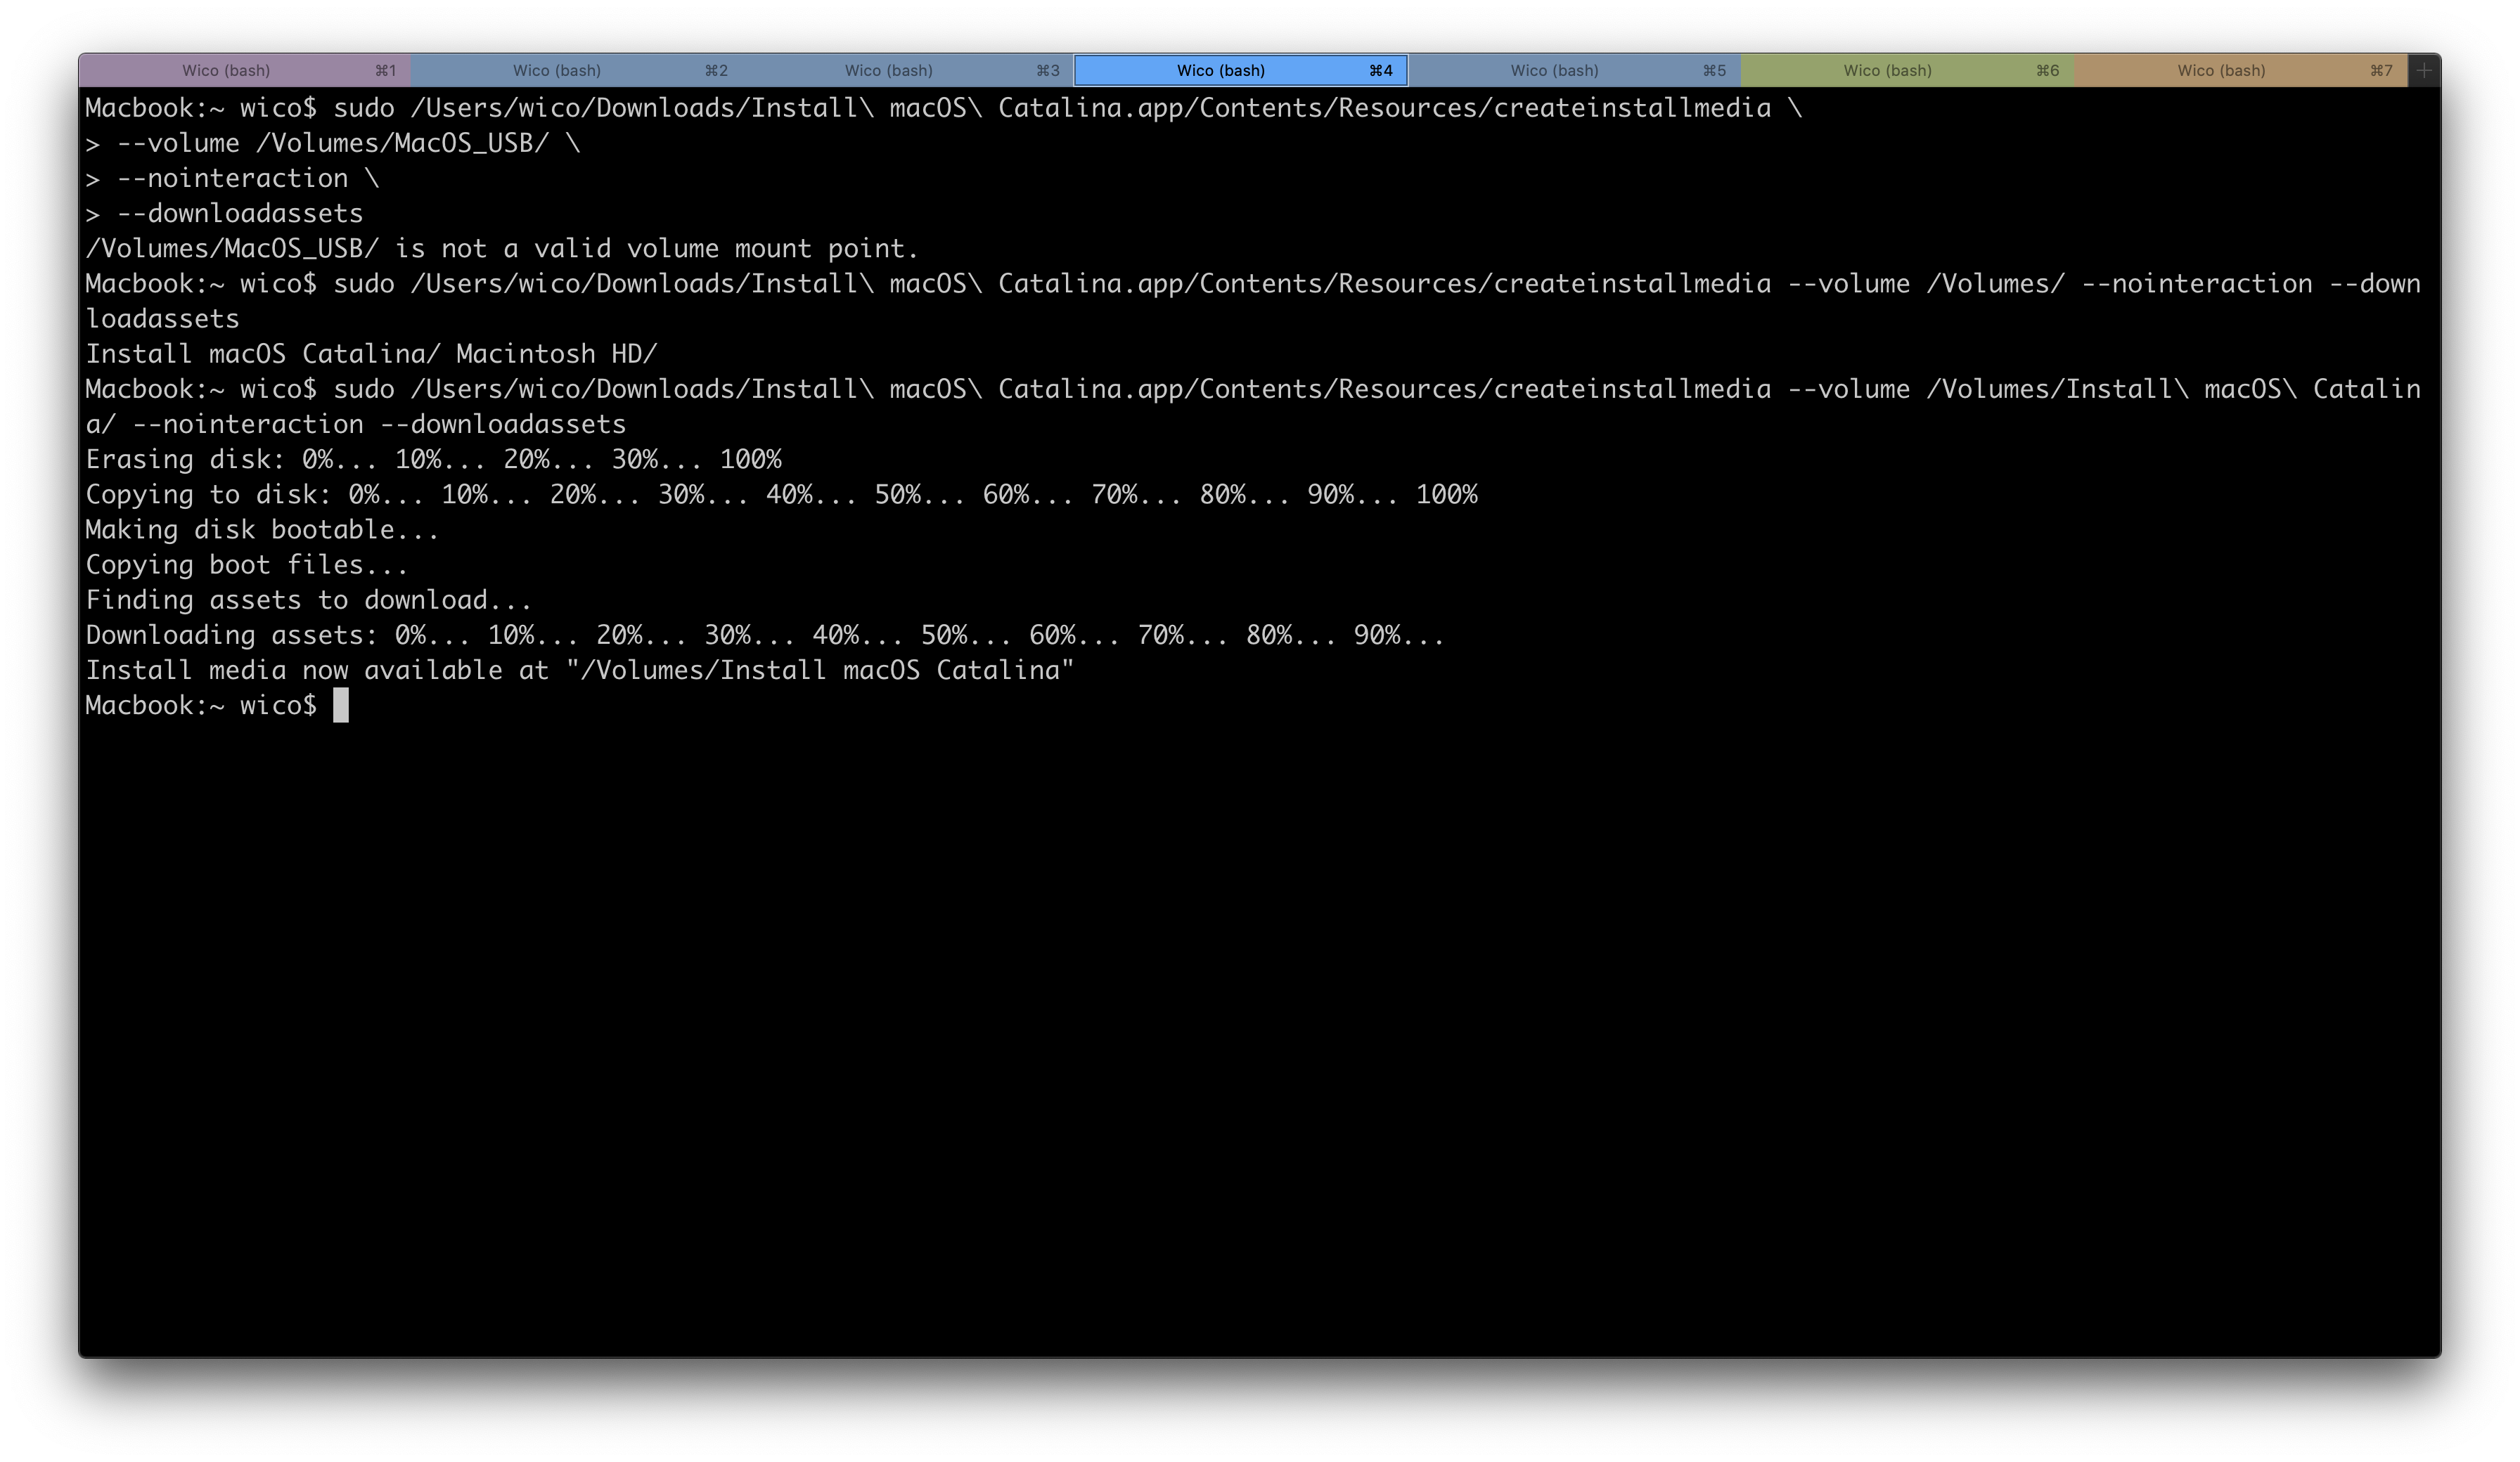 Wico (bash) ⌘1 Wico (bash) ⌘2 Wico (bash) ⌘3 Wico (bash) ⌘4 Wico (bash) ⌘5 Wico (bash) ⌘6 Wico (bash) ⌘7 +
Macbook:~ wico$ sudo /Users/wico/Downloads/Install\ macOS\ Catalina.app/Contents/Resources/createinstallmedia \
> --volume /Volumes/MacOS_USB/ \
> --nointeraction \
> --downloadassets
/Volumes/MacOS_USB/ is not a valid volume mount point.
Macbook:~ wico$ sudo /Users/wico/Downloads/Install\ macOS\ Catalina.app/Contents/Resources/createinstallmedia --volume /Volumes/ --nointeraction --down
loadassets
Install macOS Catalina/ Macintosh HD/
Macbook:~ wico$ sudo /Users/wico/Downloads/Install\ macOS\ Catalina.app/Contents/Resources/createinstallmedia --volume /Volumes/Install\ macOS\ Catalin
a/ --nointeraction --downloadassets
Erasing disk: 0%... 10%... 20%... 30%... 100%
Copying to disk: 0%... 10%... 20%... 30%... 40%... 50%... 60%... 70%... 80%... 90%... 100%
Making disk bootable...
Copying boot files...
Finding assets to download...
Downloading assets: 0%... 10%... 20%... 30%... 40%... 50%... 60%... 70%... 80%... 90%...
Install media now available at "/Volumes/Install macOS Catalina"
Macbook:~ wico$